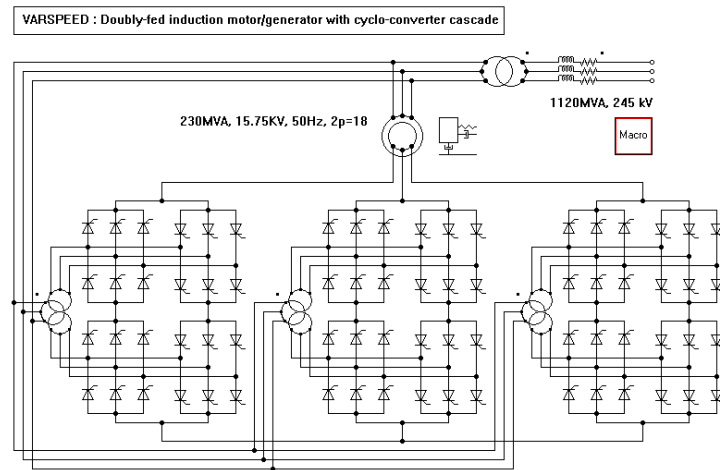 VARSPEED : Doubly-fed induction motor/generator with cyclo-converter cascade
230MVA, 15.75KV, 50Hz, 2p=18
1120MVA, 245 kV
Macro